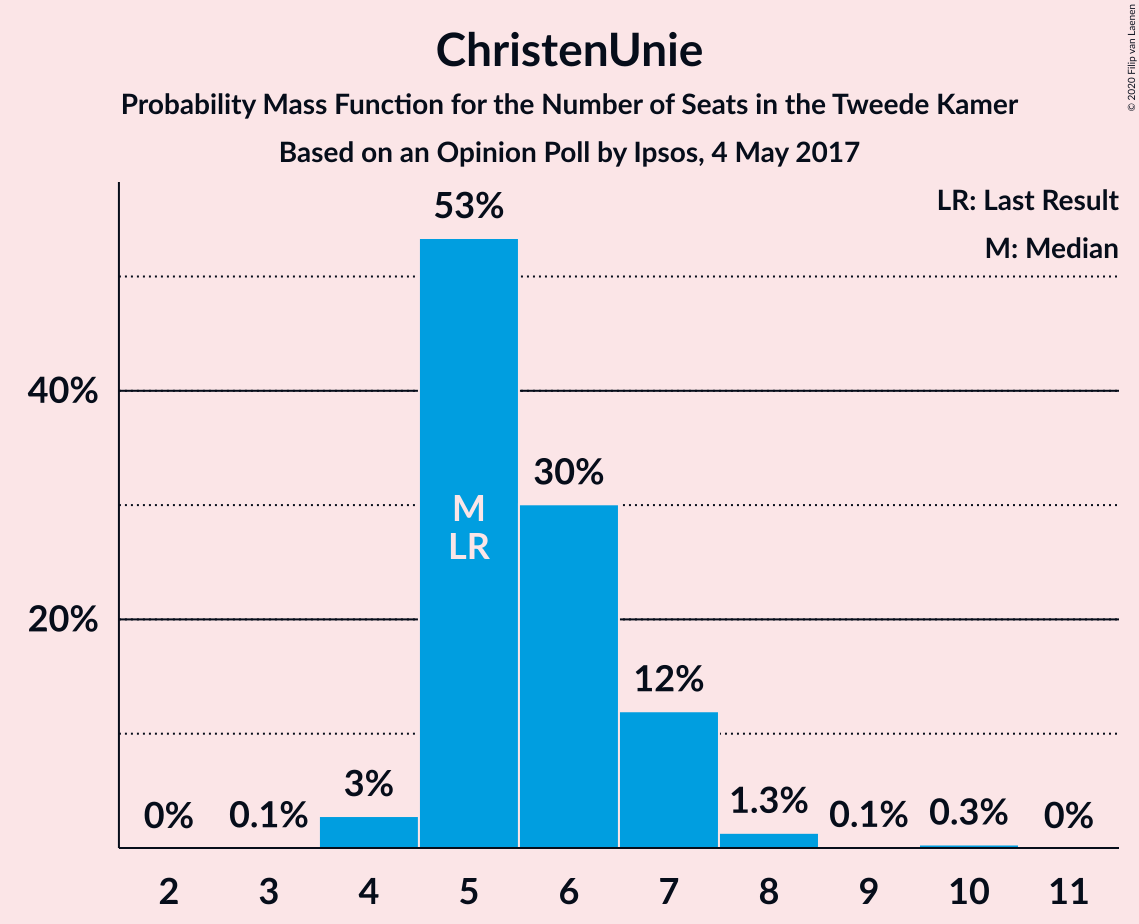 ChristenUnie
Probability Mass Function for the Number of Seats in the Tweede Kamer
Based on an Opinion Poll by Ipsos, 4 May 2017
© 2020 Filip van Laenen
LR: Last Result
M: Median
53%
40%
30%
M
LR
20%
12%
3%
1.3%
0%
0.1%
0.1%
0.3%
0%
2 3 4 5 6 7 8 9 10 11